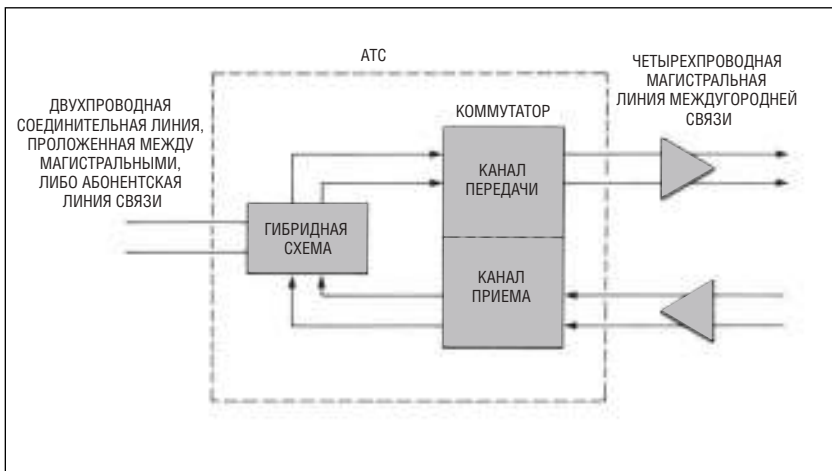 АТС
ДВУХПРОВОДНАЯ
СОЕДИНИТЕЛЬНАЯ ЛИНИЯ,
ПРОЛОЖЕННАЯ МЕЖДУ
МАГИСТРАЛЬНЫМИ,
ЛИБО АБОНЕНТСКАЯ
ЛИНИЯ СВЯЗИ
ЧЕТЫРЕХПРОВОДНАЯ
МАГИСТРАЛЬНАЯ
ЛИНИЯ МЕЖДУГОРОДНЕЙ
СВЯЗИ
КОММУТАТОР
КАНАЛ
ПЕРЕДАЧИ
ГИБРИДНАЯ
СХЕМА
КАНАЛ
ПРИЕМА